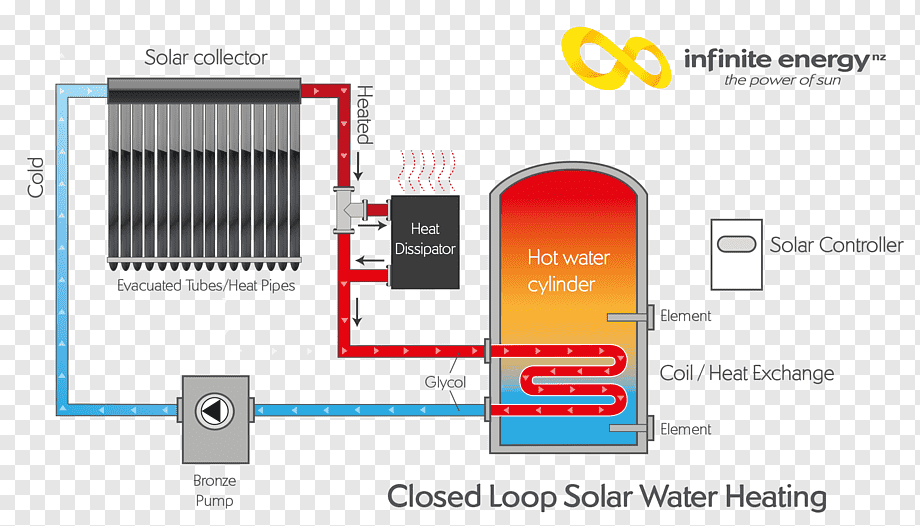 Solar collector
infinite energy nz
the power of sun
Heated
Cold
Heat
Dissipator
Hot water
cylinder
Solar Controller
Evacuated Tubes/Heat Pipes
Element
Coil / Heat Exchange
Glycol
Element
Bronze
Pump
Closed Loop Solar Water Heating